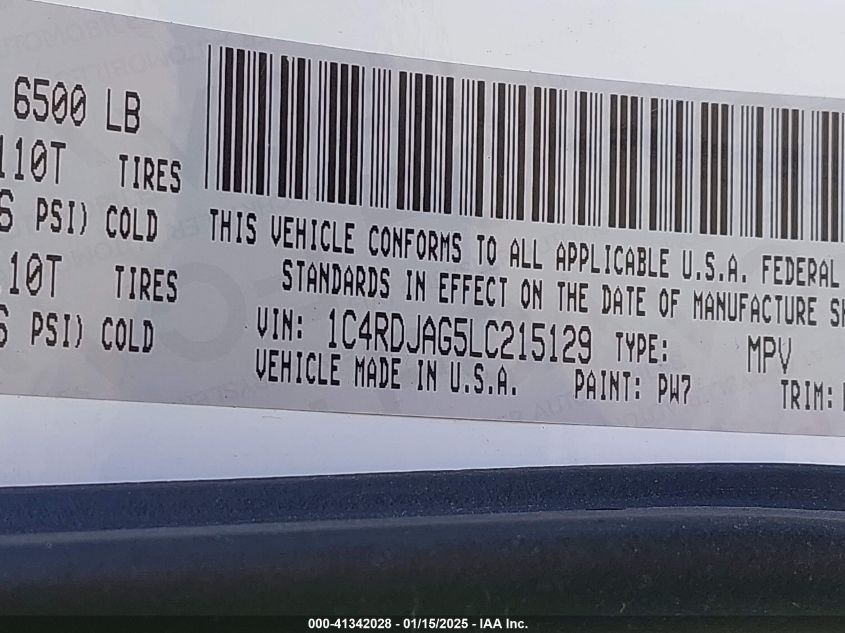 6500 LB
110T TIRES
PSI) COLD
10T TIRES
PSI) COLD
THIS VEHICLE CONFORMS TO ALL APPLICABLE U.S.A. FEDERAL
STANDARDS IN EFFECT ON THE DATE OF MANUFACTURE
VIN: 1C4RDJAG5LC215129 TYPE: MPV
VEHICLE MADE IN U.S.A. PAINT: PW7 TRIM:
000-41342028 - 01/15/2025 - IAA Inc.